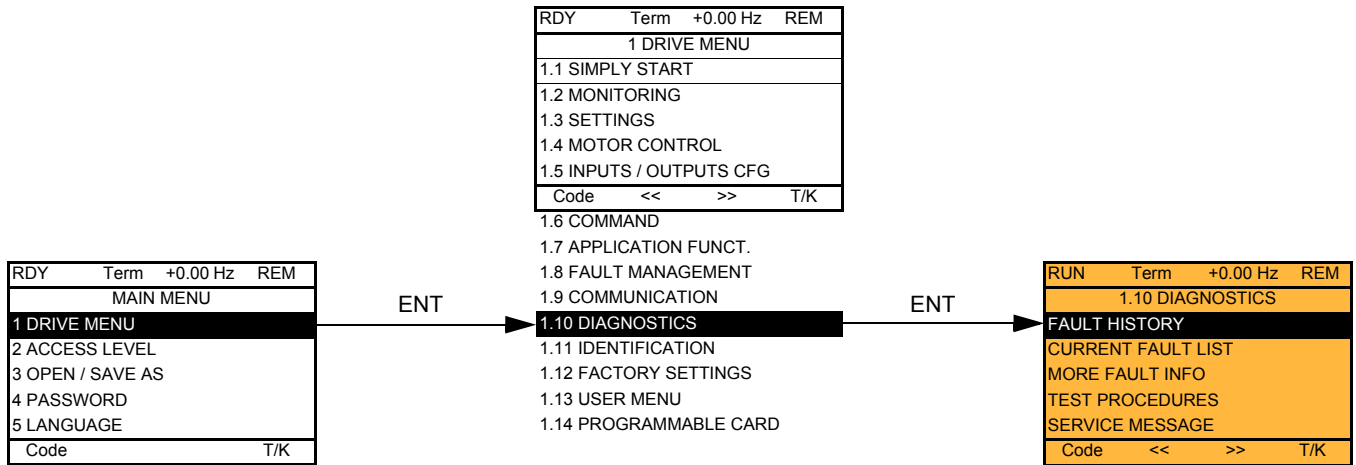 RDY Term +0.00 Hz REM
1 DRIVE MENU
1.1 SIMPLY START
1.2 MONITORING
1.3 SETTINGS
1.4 MOTOR CONTROL
1.5 INPUTS / OUTPUTS CFG
Code << >> T/K
1.6 COMMAND
1.7 APPLICATION FUNCT.
1.8 FAULT MANAGEMENT
1.9 COMMUNICATION
1.10 DIAGNOSTICS
1.11 IDENTIFICATION
1.12 FACTORY SETTINGS
1.13 USER MENU
1.14 PROGRAMMABLE CARD
RDY Term +0.00 Hz REM
MAIN MENU
1 DRIVE MENU
2 ACCESS LEVEL
3 OPEN / SAVE AS
4 PASSWORD
5 LANGUAGE
Code T/K
ENT
ENT
RUN Term +0.00 Hz REM
1.10 DIAGNOSTICS
FAULT HISTORY
CURRENT FAULT LIST
MORE FAULT INFO
TEST PROCEDURES
SERVICE MESSAGE
Code << >> T/K